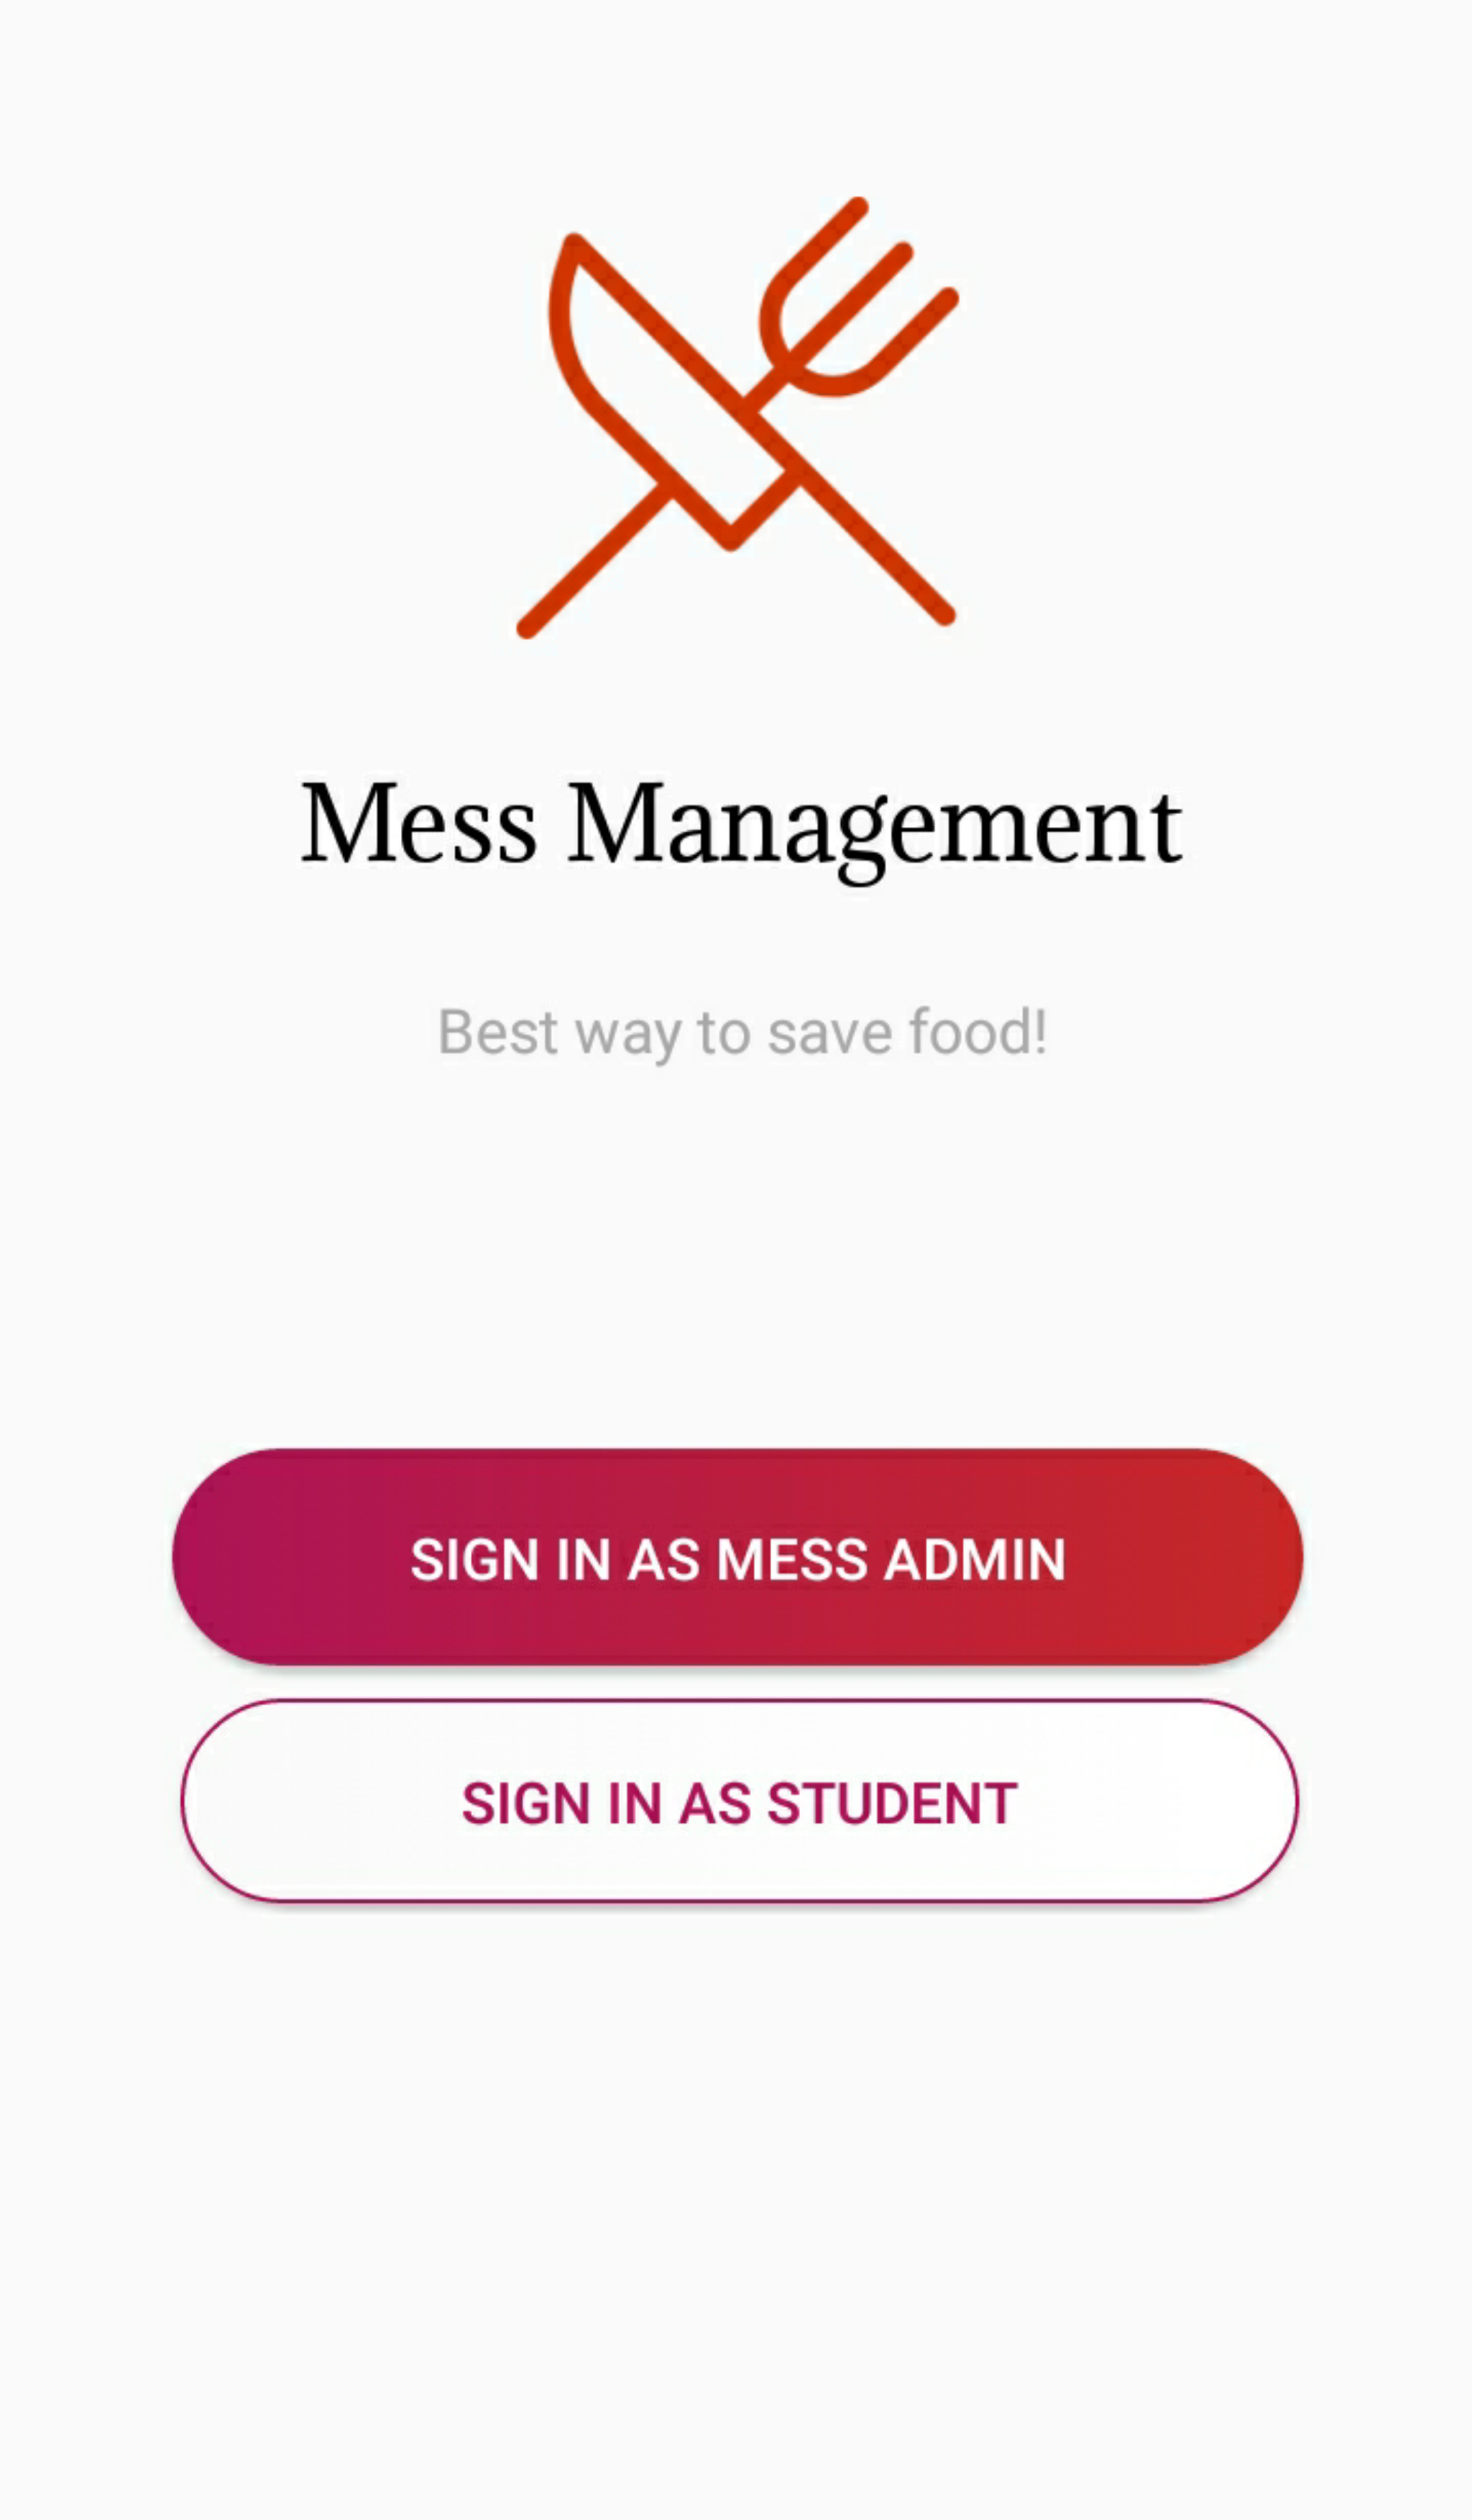 Mess Management
Best way to save food!
SIGN IN AS MESS ADMIN
SIGN IN AS STUDENT